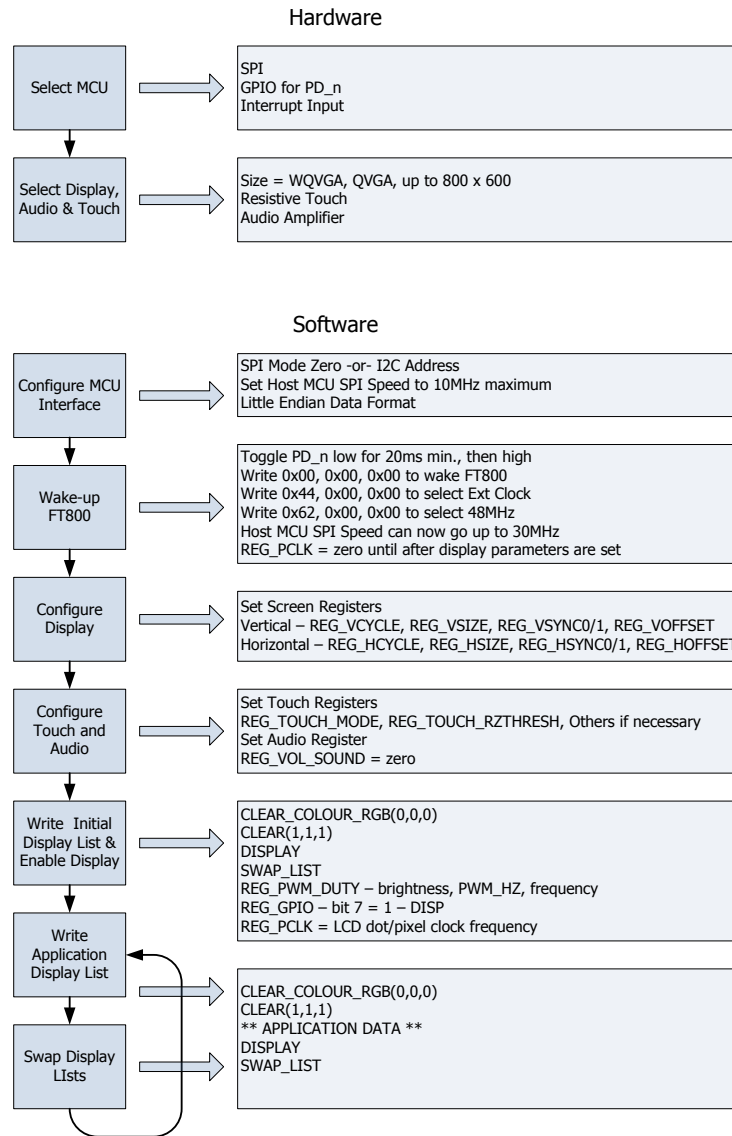 Hardware
Select MCU
SPI
GPIO for PD_n
Interrupt Input
Select Display,
Audio & Touch
Size = WQVGA, QVGA, up to 800 x 600
Resistive Touch
Audio Amplifier
Software
Configure MCU
Interface
SPI Mode Zero -or- I2C Address
Set Host MCU SPI Speed to 10MHz maximum
Little Endian Data Format
Wake-up
FT800
Toggle PD_n low for 20ms min., then high
Write 0x00, 0x00, 0x00 to wake FT800
Write 0x44, 0x00, 0x00 to select Ext Clock
Write 0x62, 0x00, 0x00 to select 48MHz
Host MCU SPI Speed can now go up to 30MHz
REG_PCLK = zero until after display parameters are set
Configure
Display
Set Screen Registers
Vertical – REG_VCYCLE, REG_VSIZE, REG_VSYNC0/1, REG_VOFFSET
Horizontal – REG_HCYCLE, REG_HSIZE, REG_HSYNC0/1, REG_HOFFSET
Configure
Touch and
Audio
Set Touch Registers
REG_TOUCH_MODE, REG_TOUCH_RZTHRESH, Others if necessary
Set Audio Register
REG_VOL_SOUND = zero
Write Initial
Display List &
Enable Display
CLEAR_COLOUR_RGB(0,0,0)
CLEAR(1,1,1)
DISPLAY
SWAP_LIST
REG_PWM_DUTY – brightness, PWM_HZ, frequency
REG_GPIO – bit 7 = 1 – DISP
REG_PCLK = LCD dot/pixel clock frequency
Write
Application
Display List
Swap Display
LIsts
CLEAR_COLOUR_RGB(0,0,0)
CLEAR(1,1,1)
** APPLICATION DATA **
DISPLAY
SWAP_LIST